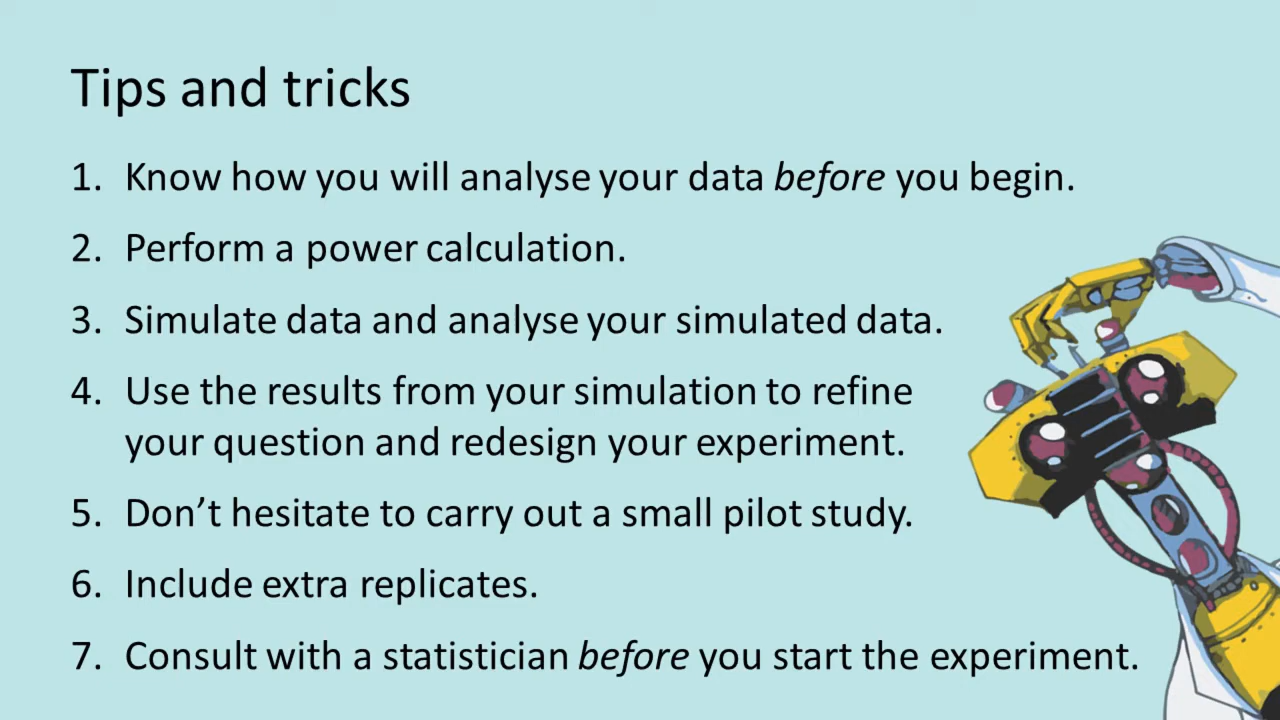 Tips and tricks
1. Know how you will analyse your data before you begin.
2. Perform a power calculation.
3. Simulate data and analyse your simulated data.
4. Use the results from your simulation to refine
your question and redesign your experiment.
5. Don’t hesitate to carry out a small pilot study.
6. Include extra replicates.
7. Consult with a statistician before you start the experiment.